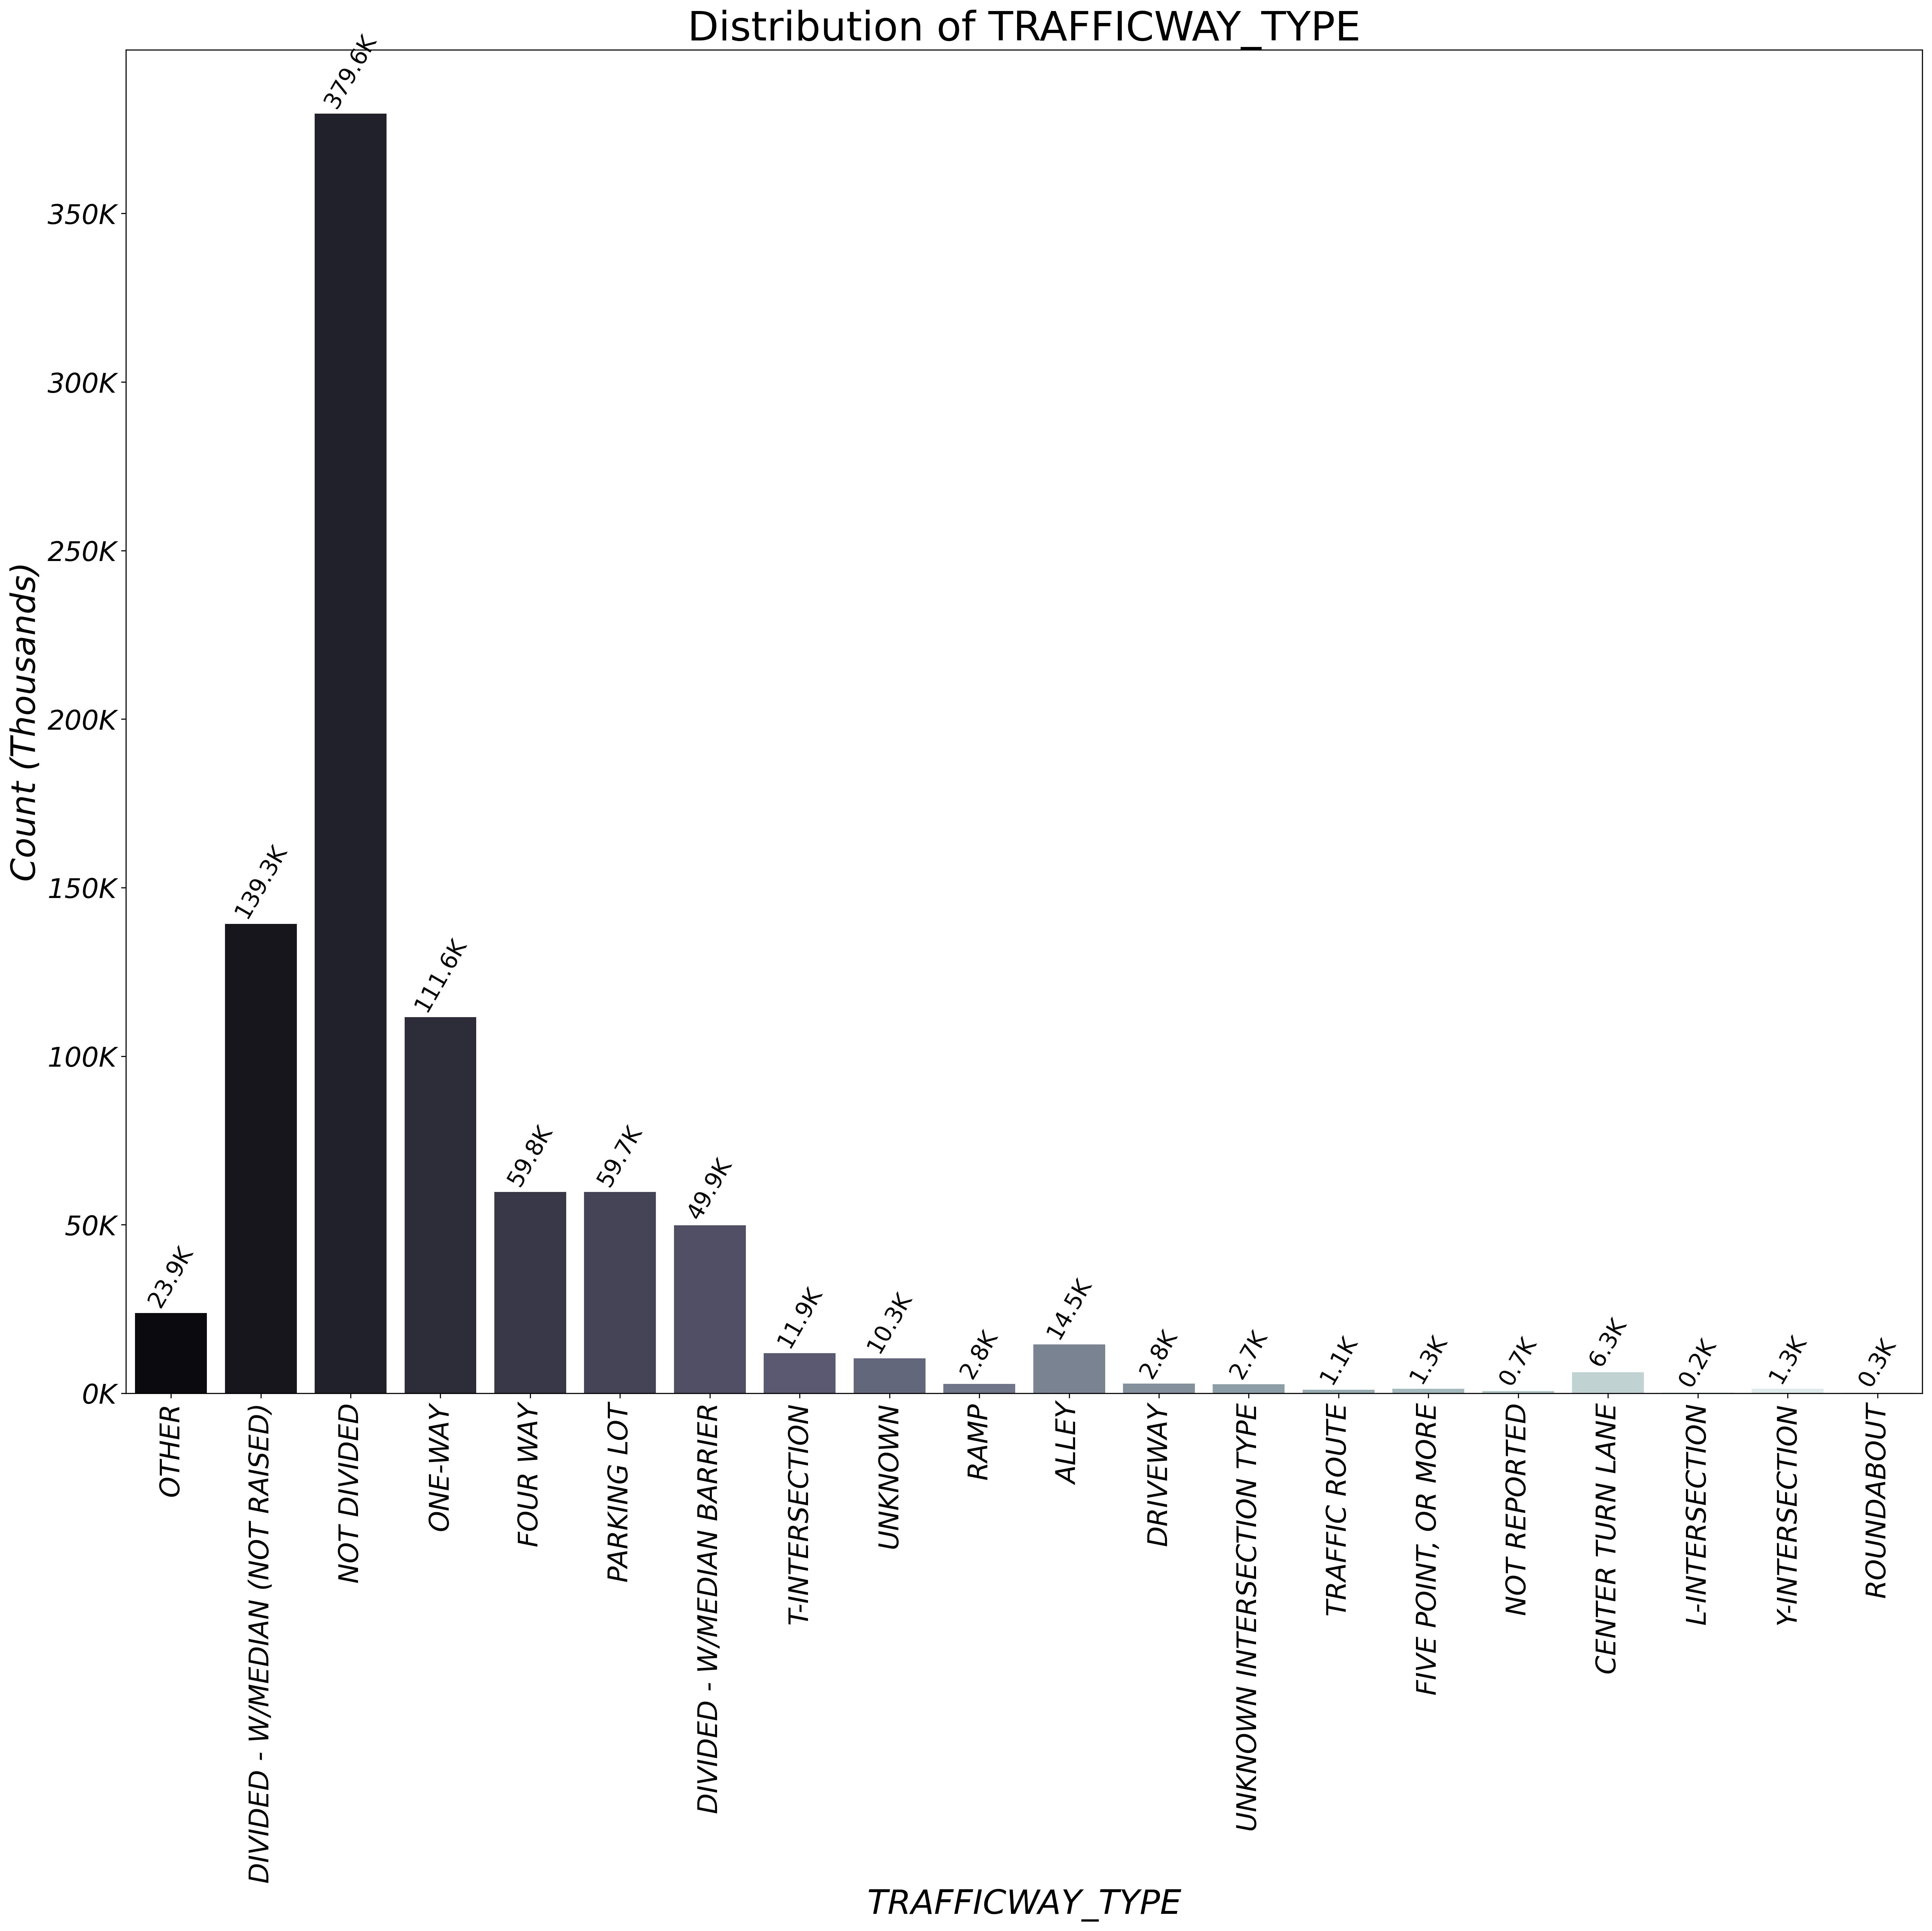 Distribution of TRAFFICWAY_TYPE
Count (Thousands)
350K
300K
250K
200K
150K
100K
50K
0K
23.9K
139.3K
379.6K
111.6K
59.8K
59.7K
49.9K
11.9K
10.3K
2.8K
14.5K
2.8K
2.7K
1.1K
1.3K
0.7K
6.3K
0.2K
1.3K
0.3K
OTHER
DIVIDED - W/MEDIAN (NOT RAISED)
NOT DIVIDED
ONE-WAY
FOUR WAY
PARKING LOT
DIVIDED - W/MEDIAN BARRIER
T-INTERSECTION
UNKNOWN
RAMP
ALLEY
DRIVEWAY
UNKNOWN INTERSECTION TYPE
TRAFFIC ROUTE
FIVE POINT, OR MORE
NOT REPORTED
CENTER TURN LANE
L-INTERSECTION
Y-INTERSECTION
ROUNDABOUT
TRAFFICWAY_TYPE